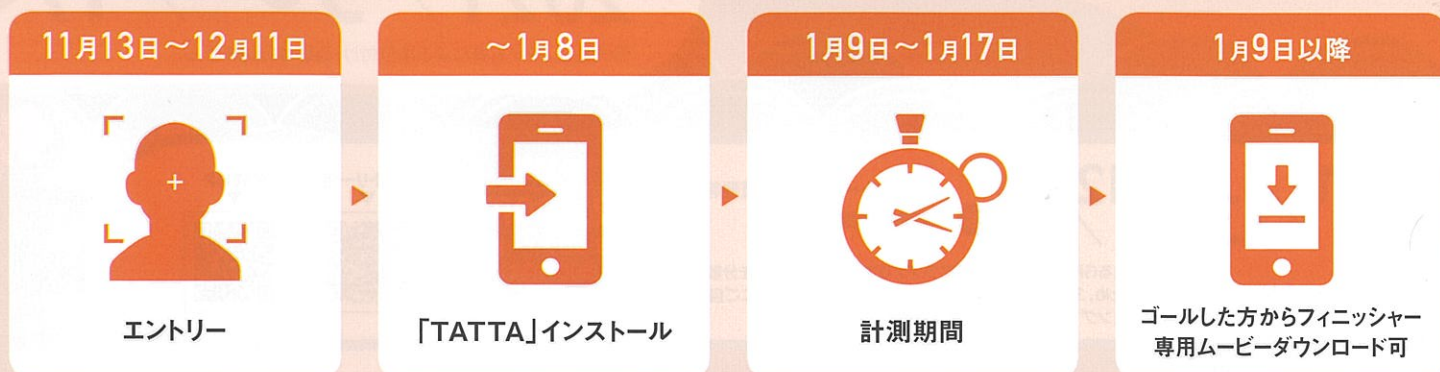 11月13日～12月11日
エントリー
～1月8日
「TATTA」インストール
1月9日～1月17日
計測期間
1月9日以降
ゴールした方からフィニッシャー
専用ムービーダウンロード可